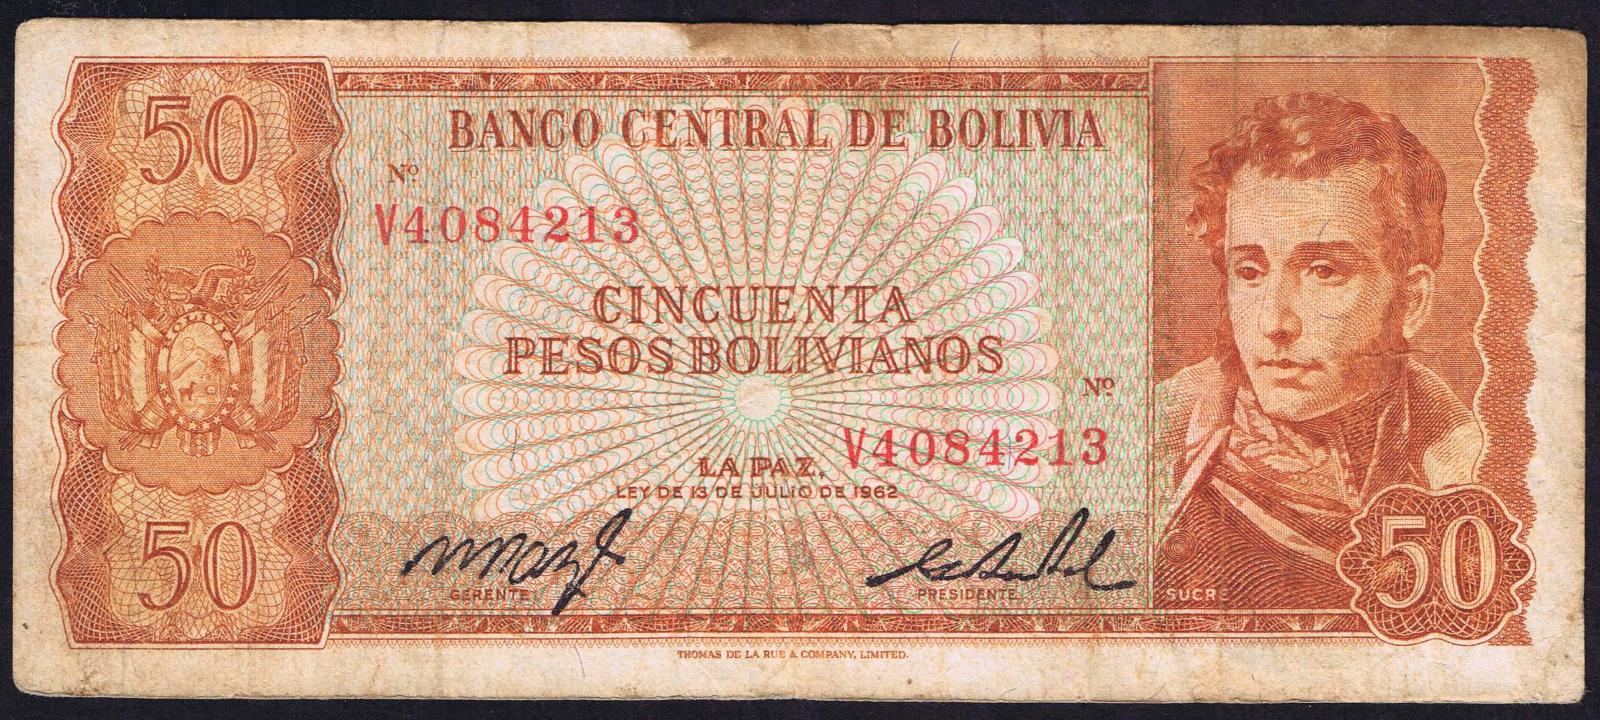 50
BANCO CENTRAL DE BOLIVIA
Nº
V4084213
CINCUENTA
PESOS BOLIVIANOS
Nº
V4084213
LA PAZ,
LEY DE 13 DE JULIO DE 1962
GERENTE
PRESIDENTE
SUCRE
50
50
THOMAS DE LA RUE & COMPANY, LIMITED.
BOLIVIA